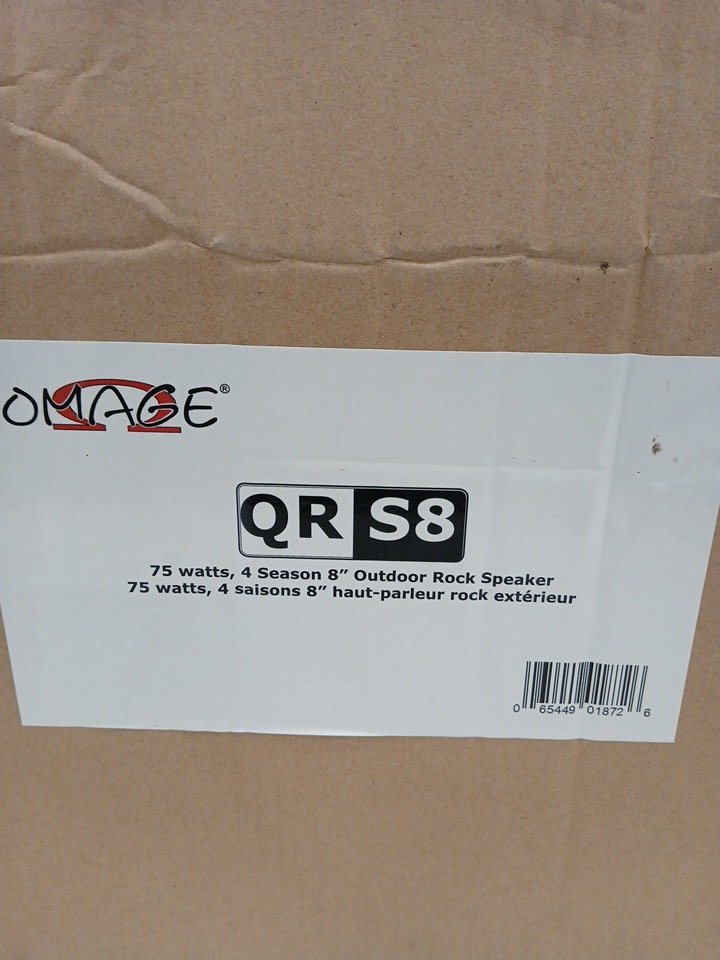 OMAGE®
QR S8
75 watts, 4 Season 8” Outdoor Rock Speaker
75 watts, 4 saisons 8” haut-parleur rock extérieur
0 65449 01872 6